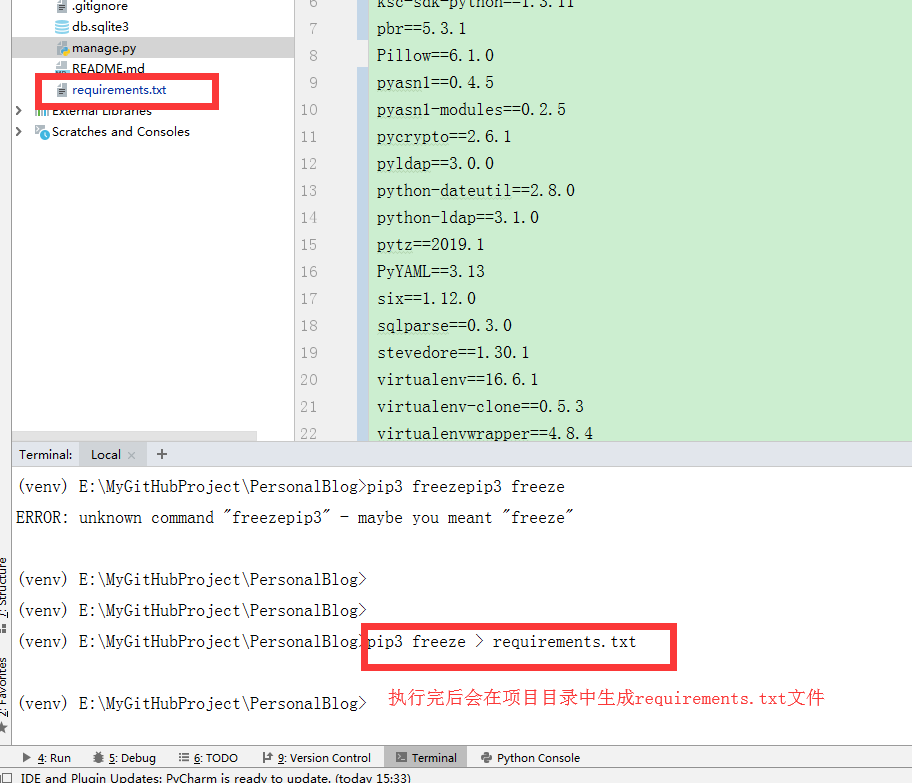 .gitignore
db.sqlite3
manage.py
README.md
requirements.txt
External Libraries
Scratches and Consoles
6 ksc-sdk-python==1.3.11
7 pbr==5.3.1
8 Pillow==6.1.0
9 pyasn1==0.4.5
10 pyasn1-modules==0.2.5
11 pycrypto==2.6.1
12 pyldap==3.0.0
13 python-dateutil==2.8.0
14 python-ldap==3.1.0
15 pytz==2019.1
16 PyYAML==3.13
17 six==1.12.0
18 sqlparse==0.3.0
19 stevedore==1.30.1
20 virtualenv==16.6.1
21 virtualenv-clone==0.5.3
22 virtualenvwrapper==4.8.4
Terminal: Local × +
(venv) E:\MyGitHubProject\PersonalBlog>pip3 freezepip3 freeze
ERROR: unknown command "freezepip3" - maybe you meant "freeze"
(venv) E:\MyGitHubProject\PersonalBlog>
(venv) E:\MyGitHubProject\PersonalBlog>
(venv) E:\MyGitHubProject\PersonalBlog>pip3 freeze > requirements.txt
(venv) E:\MyGitHubProject\PersonalBlog>
执行完后会在项目目录中生成requirements.txt文件
7: Structure
2: Favorites
4: Run 5: Debug 6: TODO 9: Version Control Terminal Python Console
IDE and Plugin Updates: PyCharm is ready to update. (today 15:33)